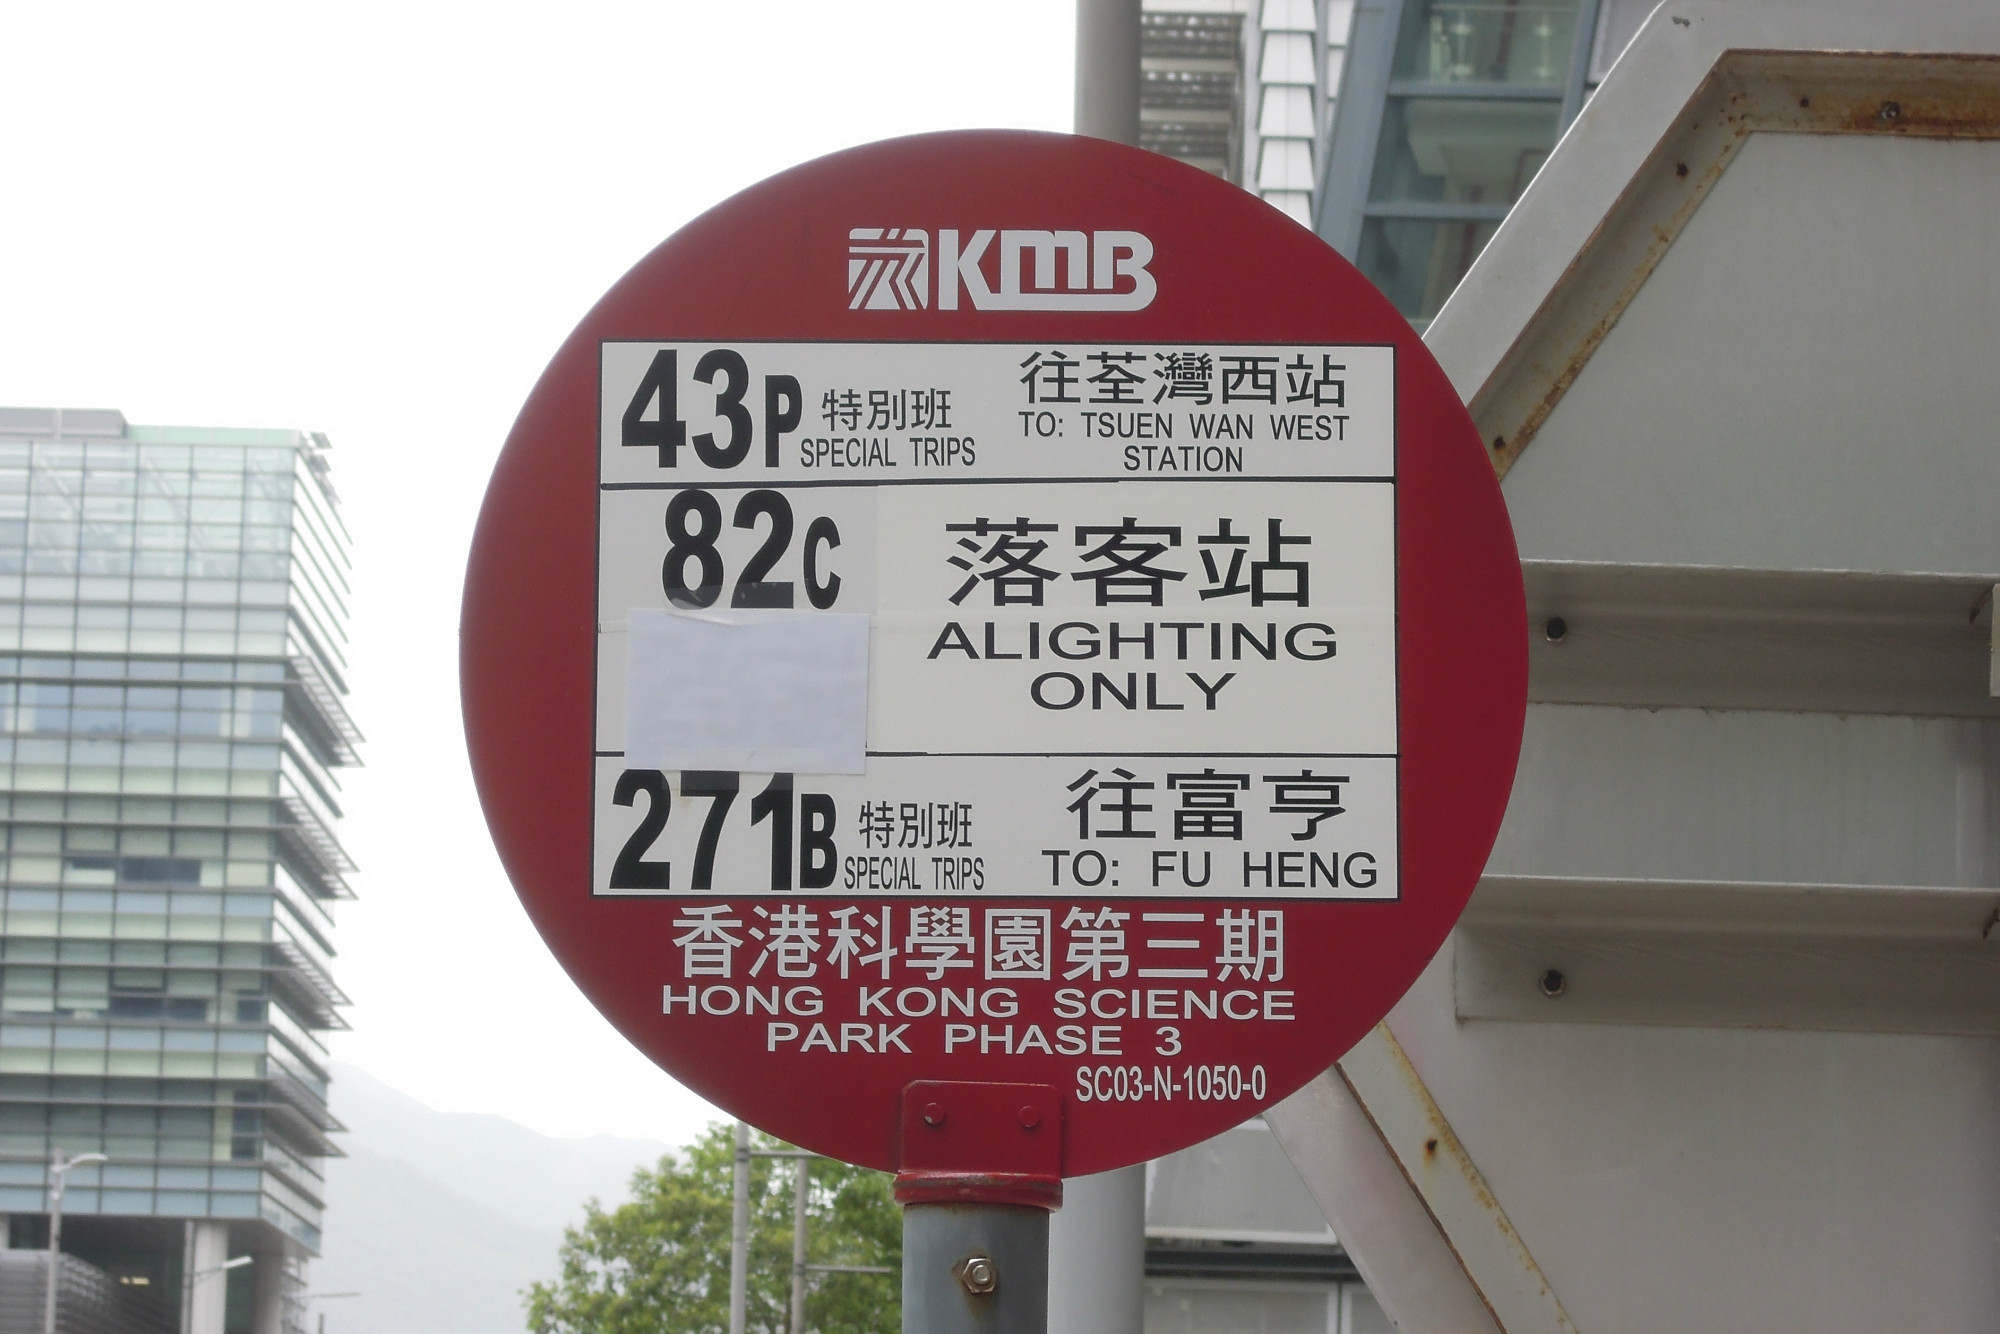 KMB
43P 特別班 往荃灣西站
SPECIAL TRIPS TO: TSUEN WAN WEST
STATION
82C 落客站
ALIGHTING
ONLY
271B 特別班 往富亨
SPECIAL TRIPS TO: FU HENG
香港科學園第三期
HONG KONG SCIENCE
PARK PHASE 3
SC03-N-1050-0